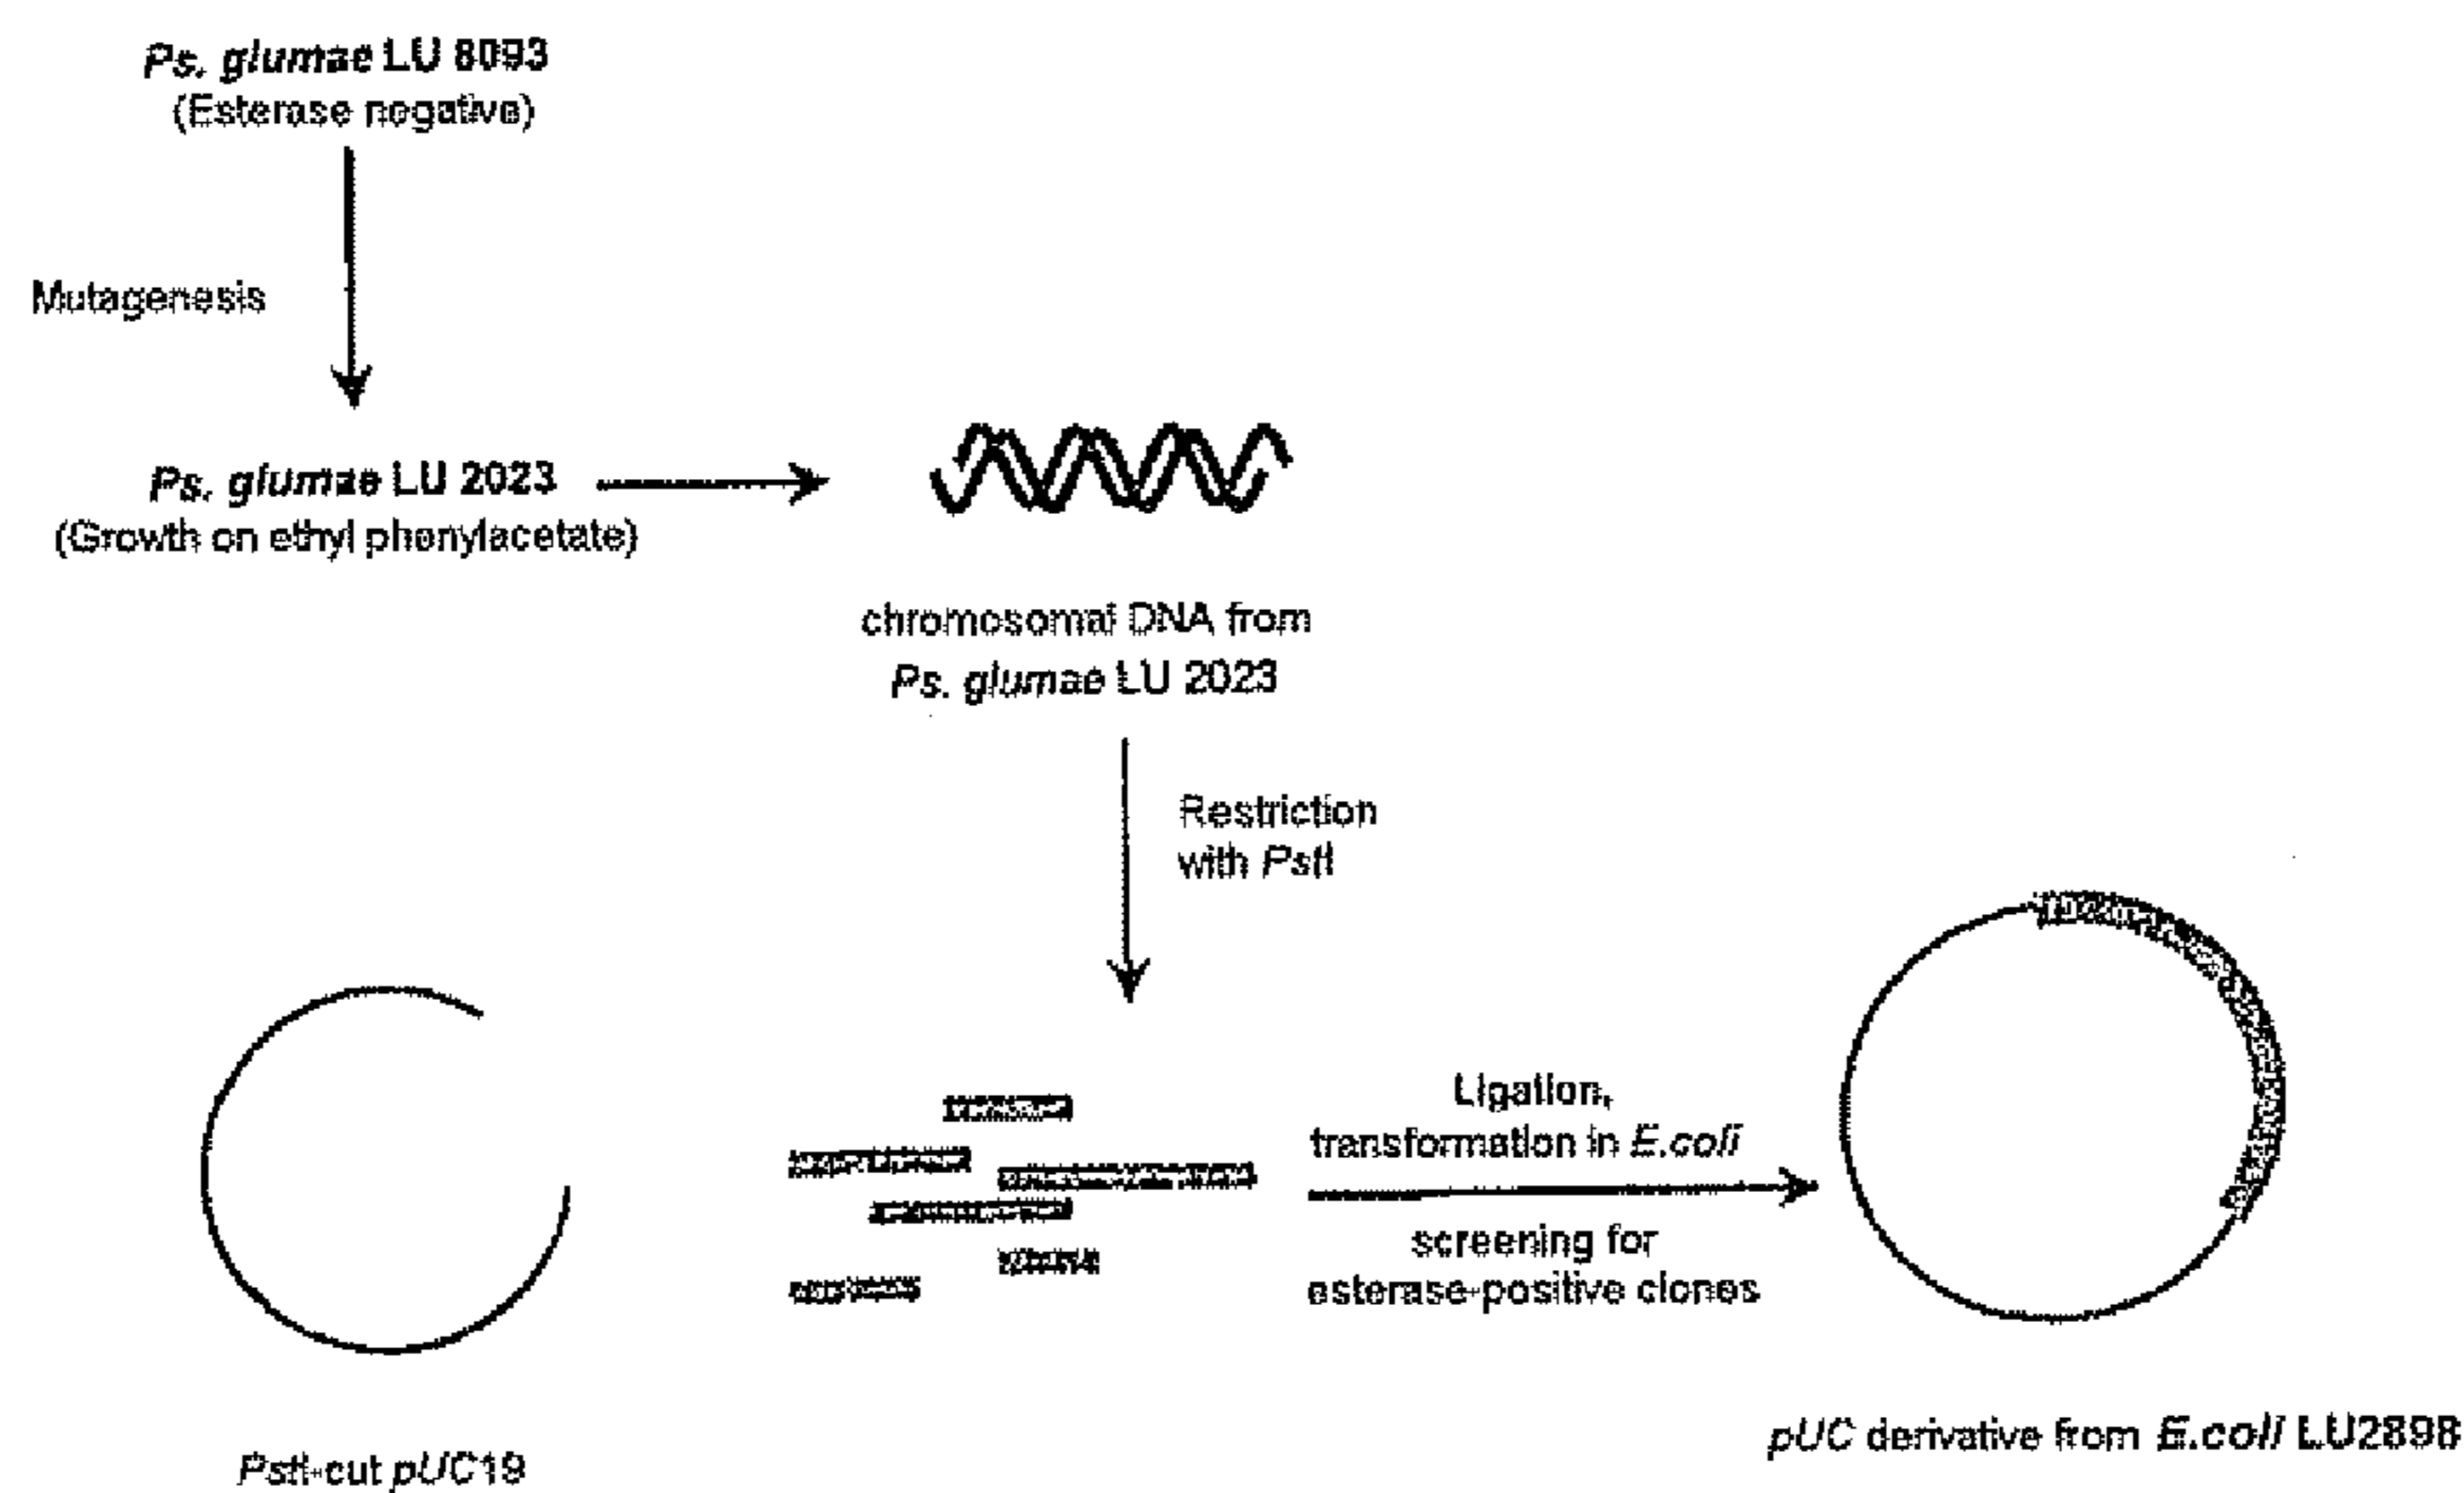 Ps. glumae LU 8093
(Esterase negative)
Mutagenesis
Ps. glumae LU 2023
(Growth on ethyl phenylacetate)
chromosomal DNA from
Ps. glumae LU 2023
Restriction
with PstI
Ligation,
transformation in E.coli
screening for
esterase-positive clones
PstI-cut pUC19
pUC derivative from E.coli LU2898